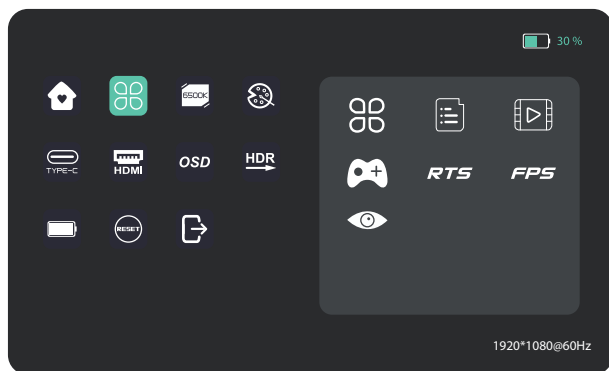 30 %
6500K
TYPE-C HDMI OSD HDR
RTS FPS
RESET
1920*1080@60Hz